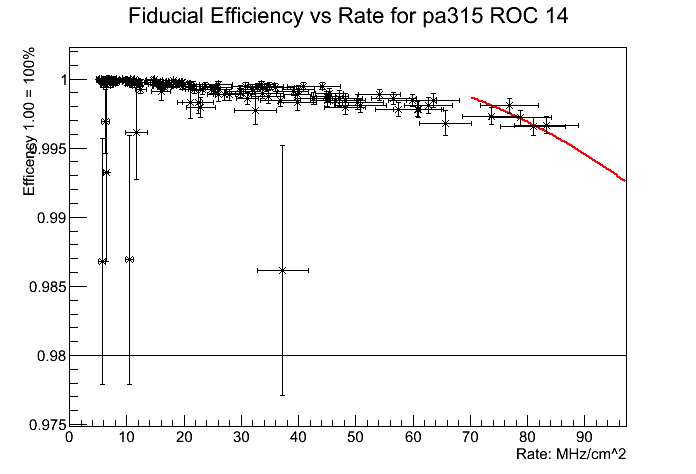 Fiducial Efficiency vs Rate for pa315 ROC 14
Efficency 1.00 = 100%
1
0.995
0.99
0.985
0.98
0.975
0 10 20 30 40 50 60 70 80 90
Rate: MHz/cm^2